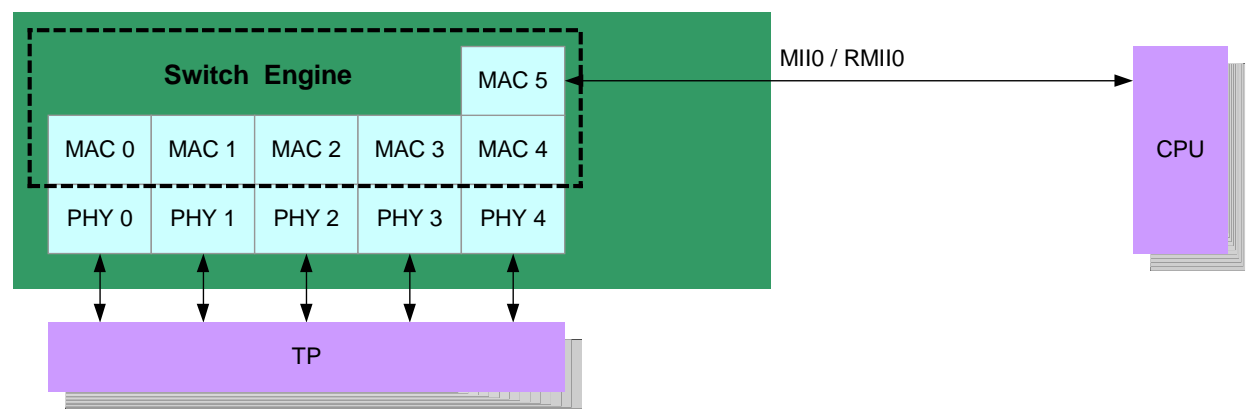 MII0 / RMII0
Switch Engine
MAC 5
MAC 0 MAC 1 MAC 2 MAC 3 MAC 4
CPU
PHY 0 PHY 1 PHY 2 PHY 3 PHY 4
TP